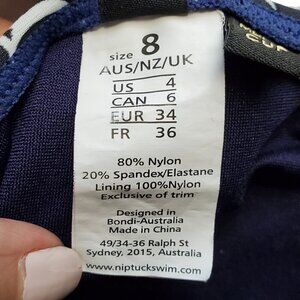 size 8
AUS/NZ/UK
US 4
CAN 6
EUR 34
FR 36
80% Nylon
20% Spandex/Elastane
Lining 100%Nylon
Exclusive of trim
Designed in
Bondi-Australia
Made in China
49/34-36 Ralph St
Sydney, 2015, Australia
www.niptuckswim.com